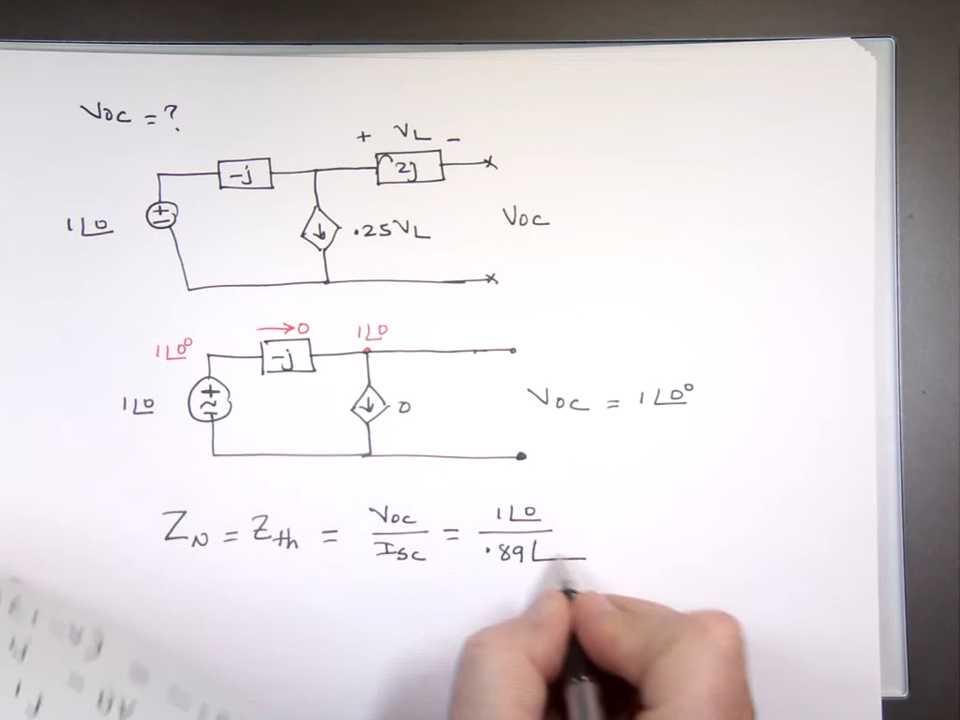 VOC = ?
+ VL −
-j
2j
1∠0
.25VL
VOC
→ 0
1∠0
1∠0°
-j
1∠0
0
VOC = 1∠0°
ZN = Zth = VOC / ISC = 1∠0 / .89∠